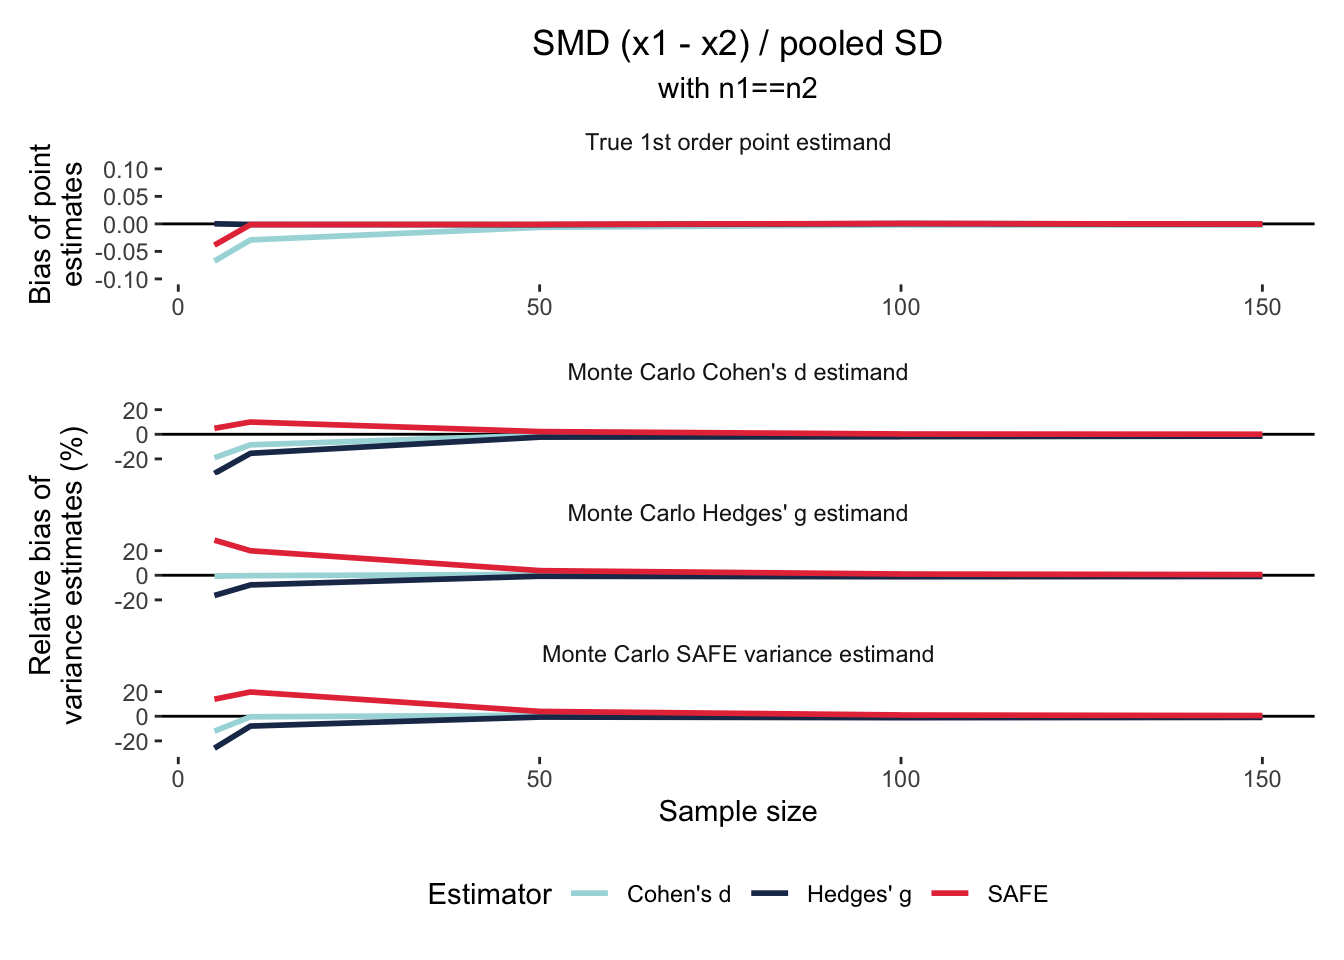 SMD (x1 - x2) / pooled SD
with n1==n2
True 1st order point estimand
Bias of point
estimates
0.10
0.05
0.00
-0.05
-0.10
0 50 100 150
Monte Carlo Cohen's d estimand
Relative bias of
variance estimates (%)
20
0
-20
Monte Carlo Hedges' g estimand
20
0
-20
Monte Carlo SAFE variance estimand
20
0
-20
0 50 100 150
Sample size
Estimator Cohen's d Hedges' g SAFE